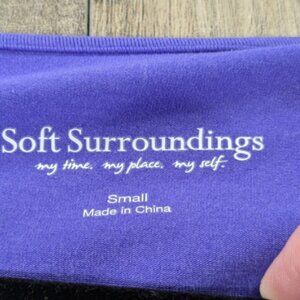 Soft Surroundings
my time. my place. my self.
Small
Made in China